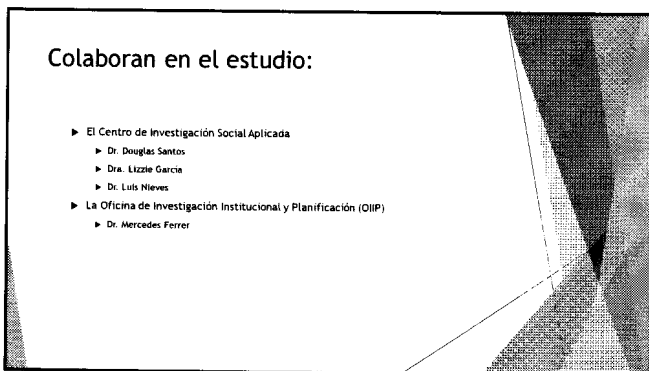 Colaboran en el estudio:
El Centro de Investigación Social Aplicada
Dr. Douglas Santos
Dra. Lizzie García
Dr. Luis Nieves
La Oficina de Investigación Institucional y Planificación (OIIP)
Dr. Mercedes Ferrer